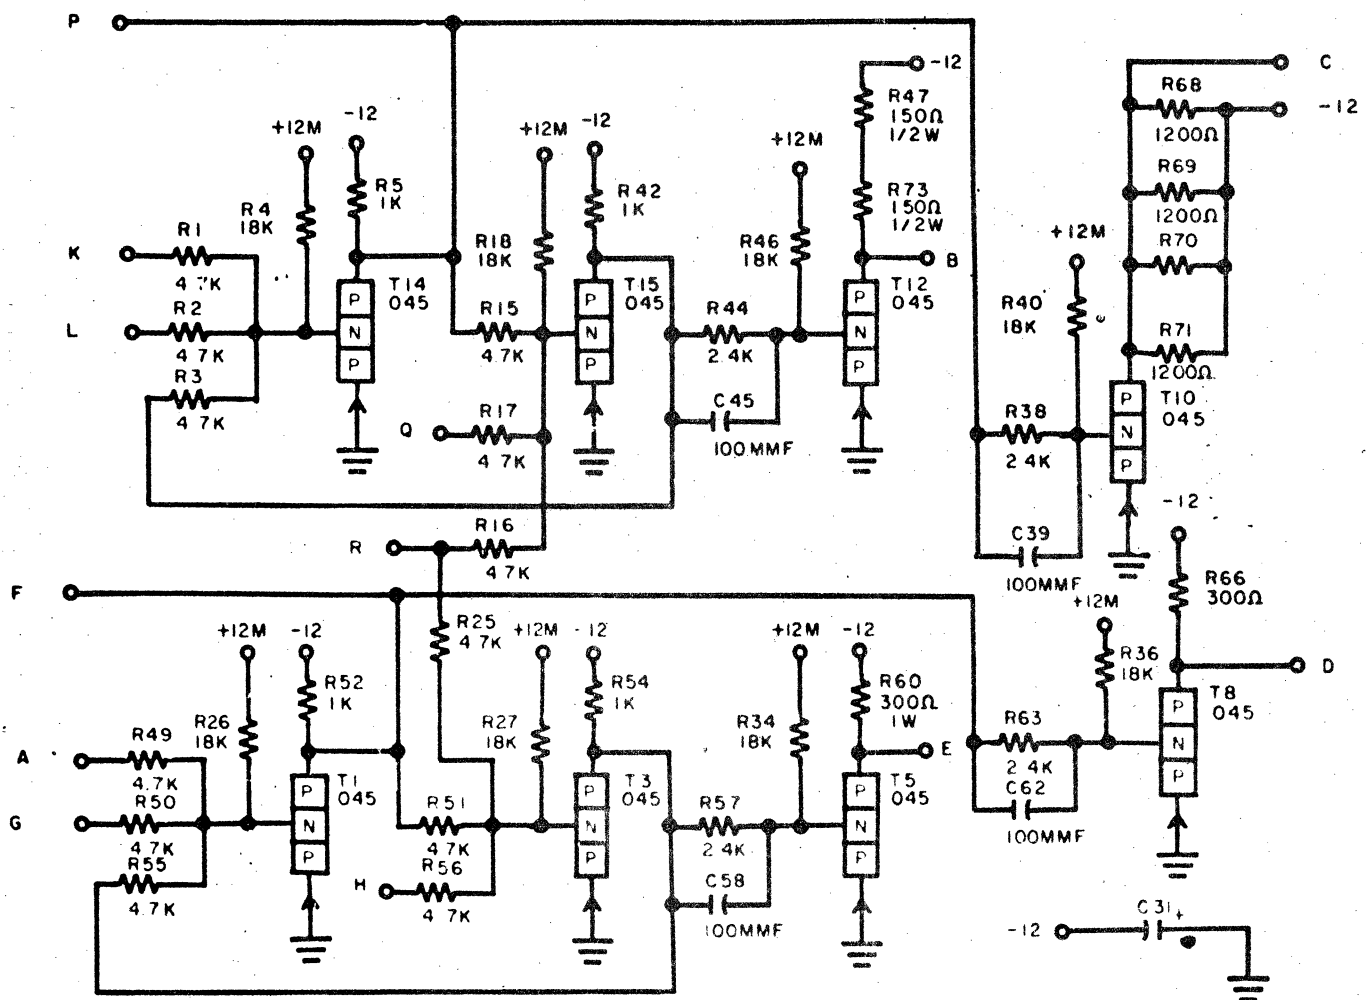 P
-12
C
R47
150Ω
1/2W
R68
-12
1200Ω
+12M
-12
+12M
-12
+12M
R5
1K
R42
1K
R73
150Ω
1/2W
R69
1200Ω
R4
18K
R1
K
4.7K
R18
18K
R46
18K
+12M
R70
B
P
T14
045
P
T15
045
P
T12
045
R2
L
4.7K
N
R15
4.7K
N
R44
2.4K
N
R40
18K
R71
1200Ω
R3
4.7K
P
P
P
C45
100MMF
R17
Q
4.7K
P
T10
045
R38
2.4K
N
P
-12
R16
R
4.7K
C39
100MMF
F
R66
300Ω
+12M
-12
R25
4.7K
+12M
-12
+12M
-12
+12M
R36
18K
D
R52
1K
R54
1K
R60
300Ω
1W
R26
18K
R27
18K
R34
18K
P
T8
045
R63
2.4K
N
R49
A
4.7K
E
P
T1
045
P
T3
045
P
T5
045
P
C62
100MMF
R50
G
4.7K
N
R51
4.7K
N
R57
2.4K
N
R55
4.7K
P
R56
H
4.7K
P
P
C58
100MMF
C31
+
-12